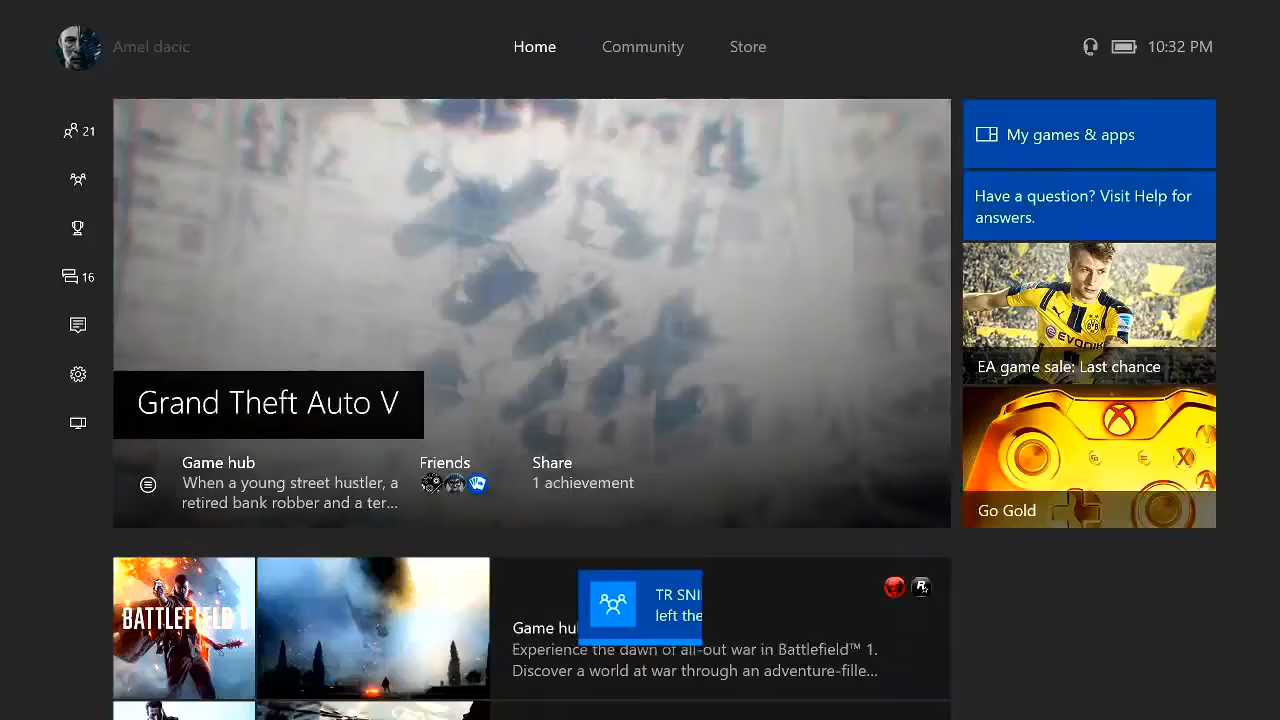 Amel dacic
Home
Community
Store
10:32 PM
21
16
Grand Theft Auto V
Game hub
When a young street hustler, a
retired bank robber and a ter...
Friends
Share
1 achievement
My games & apps
Have a question? Visit Help for
answers.
EVONIK
EA game sale: Last chance
Go Gold
BATTLEFIELD 1
TR SNI
left the
Game hu
Experience the dawn of all-out war in Battlefield™ 1.
Discover a world at war through an adventure-fille...